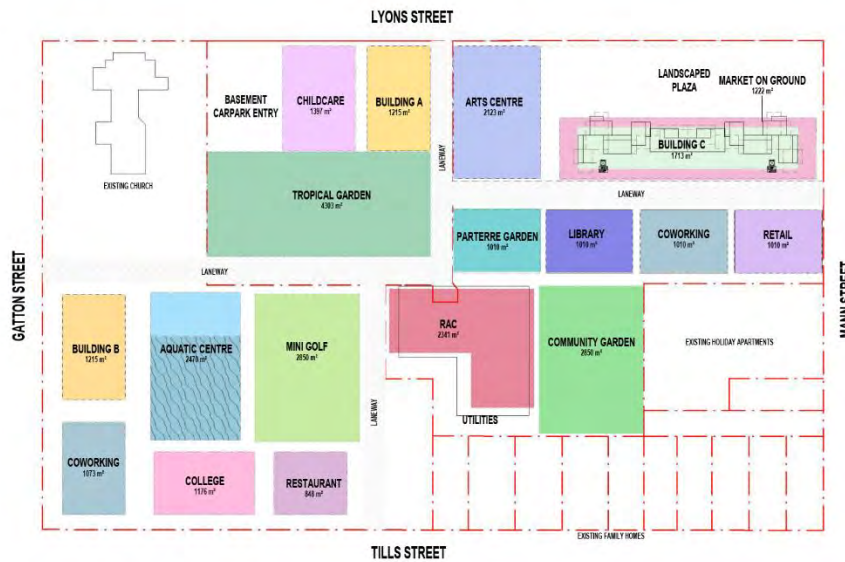 LYONS STREET
BASEMENT
CARPARK ENTRY
CHILDCARE
1397 m²
BUILDING A
1215 m²
ARTS CENTRE
2123 m²
LANDSCAPED
PLAZA
MARKET ON GROUND
1222 m²
BUILDING C
1713 m²
EXISTING CHURCH
TROPICAL GARDEN
4303 m²
LANEWAY
LANEWAY
PARTERRE GARDEN
1010 m²
LIBRARY
1010 m²
COWORKING
1010 m²
RETAIL
1010 m²
GATTON STREET
MANN STREET
LANEWAY
BUILDING B
1215 m²
AQUATIC CENTRE
2470 m²
MINI GOLF
2850 m²
RAC
2341 m²
COMMUNITY GARDEN
2850 m²
EXISTING HOLIDAY APARTMENTS
LANEWAY
UTILITIES
COWORKING
1073 m²
COLLEGE
1176 m²
RESTAURANT
848 m²
EXISTING FAMILY HOMES
TILLS STREET